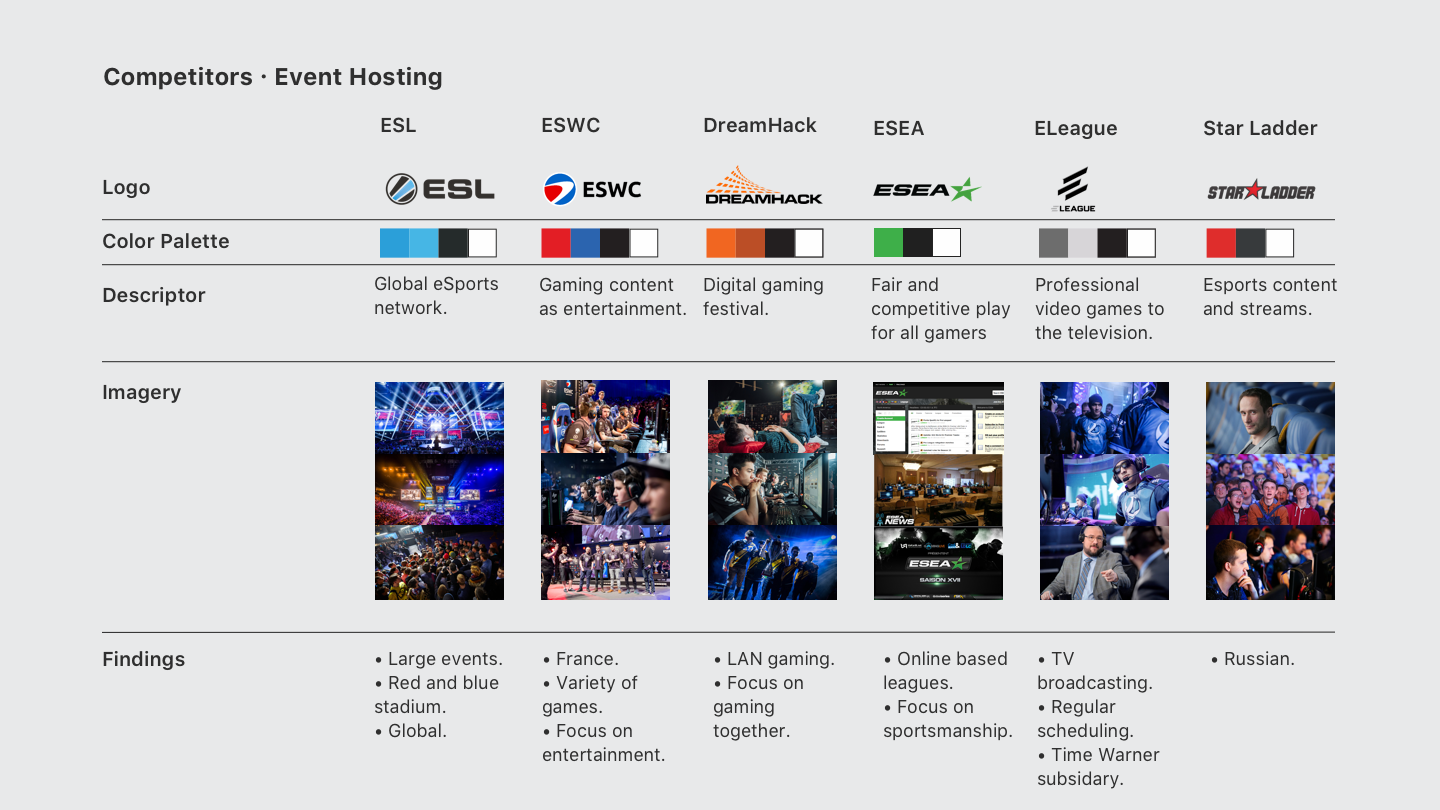 Competitors · Event Hosting
ESL
ESWC
DreamHack
ESEA
ELeague
Star Ladder
Logo
ESL
ESWC
DREAMHACK
ESEA
LEAGUE
STAR LADDER
Color Palette
Descriptor
Global eSports
network.
Gaming content
as entertainment.
Digital gaming
festival.
Fair and
competitive play
for all gamers
Professional
video games to
the television.
Esports content
and streams.
Imagery
ESEA
ESEA
NEWS
ESEA
SAISON XVII
Findings
• Large events.
• Red and blue
stadium.
• Global.
• France.
• Variety of
games.
• Focus on
entertainment.
• LAN gaming.
• Focus on
gaming
together.
• Online based
leagues.
• Focus on
sportsmanship.
• TV
broadcasting.
• Regular
scheduling.
• Time Warner
subsidary.
• Russian.